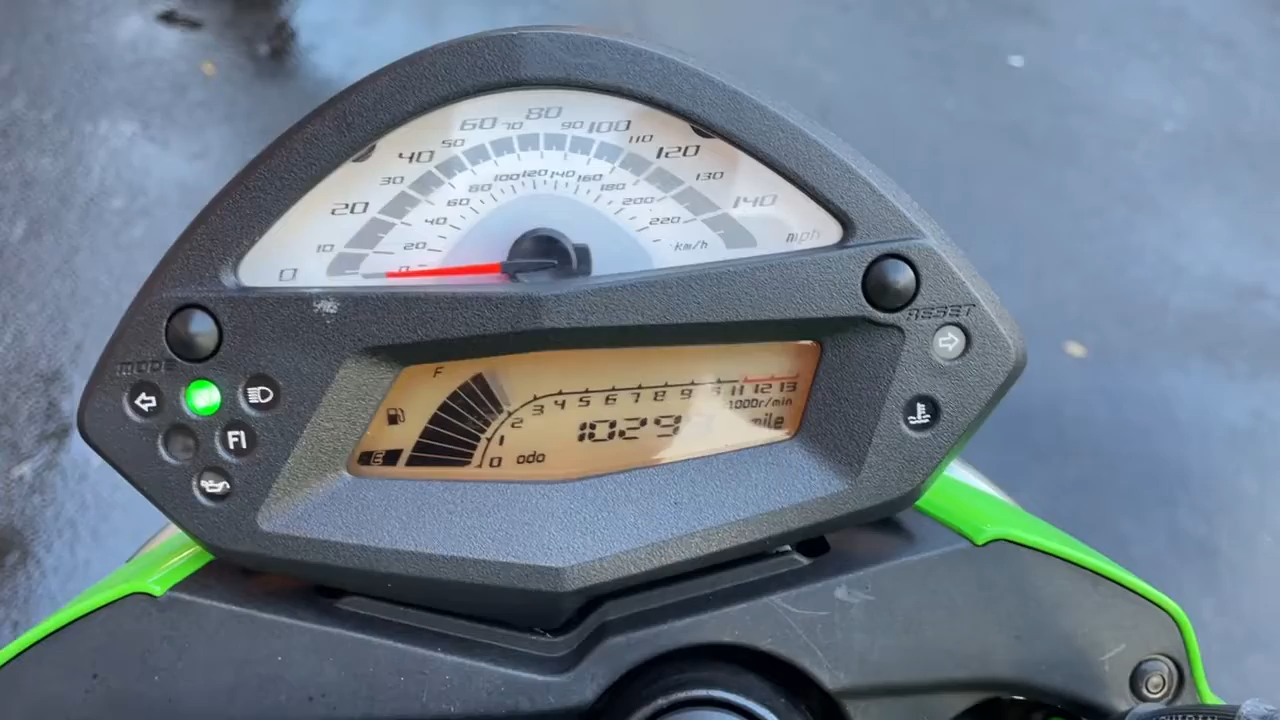 0 10 20 30 40 50 60 70 80 90 100 110 120 130 140
mph
0 20 40 60 80 100 120 140 160 180 200 220
km/h
MODE
RESET
FI
F
E
0 1 2 3 4 5 6 7 8 9 11 12 13
1000r/min
odo
mile